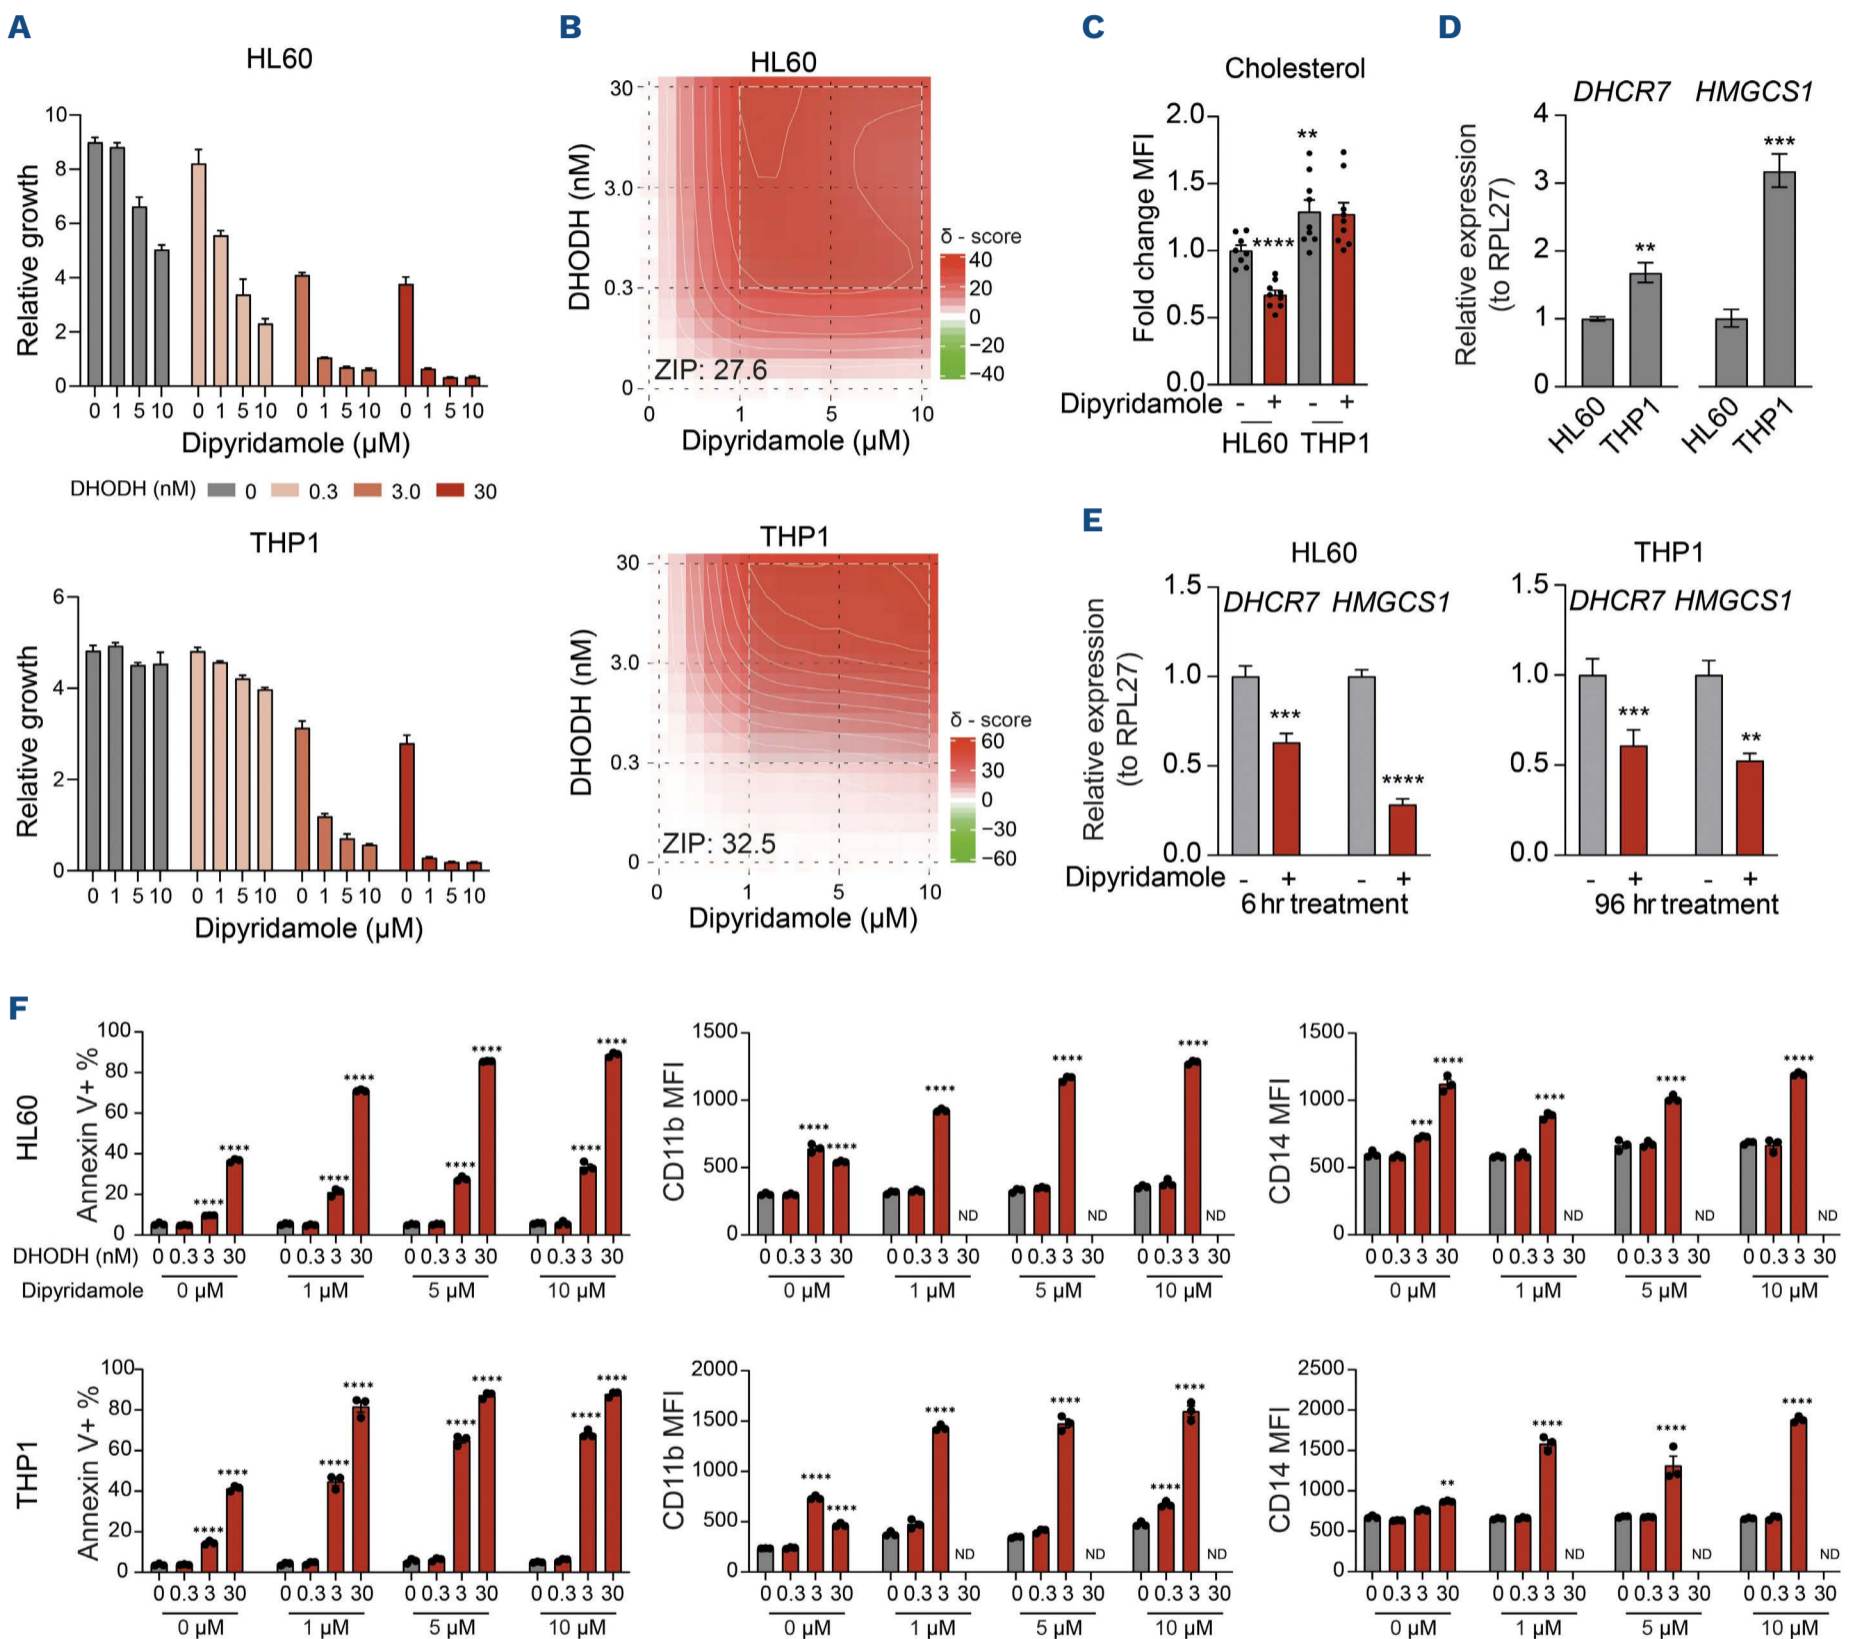 A
HL60
Relative growth
10
8
6
4
2
0
0 1 5 10 0 1 5 10 0 1 5 10 0 1 5 10
Dipyridamole (µM)
DHODH (nM) 0 0.3 3.0 30
THP1
Relative growth
6
4
2
0
0 1 5 10 0 1 5 10 0 1 5 10 0 1 5 10
Dipyridamole (µM)
B
HL60
DHODH (nM)
30
3.0
0.3
0
ZIP: 27.6
0 1 5 10
Dipyridamole (µM)
δ - score
40
20
0
−20
−40
THP1
DHODH (nM)
30
3.0
0.3
0
ZIP: 32.5
0 1 5 10
Dipyridamole (µM)
δ - score
60
30
0
−30
−60
C
Cholesterol
Fold change MFI
2.0
1.5
1.0
0.5
0.0
**** **
Dipyridamole - + - +
HL60 THP1
D
DHCR7 HMGCS1
Relative expression
(to RPL27)
4
3
2
1
0
** ***
HL60 THP1 HL60 THP1
E
HL60
DHCR7 HMGCS1
Relative expression
(to RPL27)
1.5
1.0
0.5
0.0
*** ****
Dipyridamole - + - +
6 hr treatment
THP1
DHCR7 HMGCS1
1.5
1.0
0.5
0.0
*** **
- + - +
96 hr treatment
F
HL60
Annexin V+ %
100
80
60
40
20
0
**** **** **** **** **** **** **** ****
DHODH (nM) 0 0.3 3 30 0 0.3 3 30 0 0.3 3 30 0 0.3 3 30
Dipyridamole 0 µM 1 µM 5 µM 10 µM
CD11b MFI
1500
1000
500
0
**** **** **** **** ****
ND ND ND
0 0.3 3 30 0 0.3 3 30 0 0.3 3 30 0 0.3 3 30
0 µM 1 µM 5 µM 10 µM
CD14 MFI
1500
1000
500
0
*** **** **** **** ****
ND ND ND
0 0.3 3 30 0 0.3 3 30 0 0.3 3 30 0 0.3 3 30
0 µM 1 µM 5 µM 10 µM
THP1
Annexin V+ %
100
80
60
40
20
0
**** **** **** **** **** **** **** ****
0 0.3 3 30 0 0.3 3 30 0 0.3 3 30 0 0.3 3 30
0 µM 1 µM 5 µM 10 µM
CD11b MFI
2000
1500
1000
500
0
**** **** **** **** **** ****
ND ND ND
0 0.3 3 30 0 0.3 3 30 0 0.3 3 30 0 0.3 3 30
0 µM 1 µM 5 µM 10 µM
CD14 MFI
2500
2000
1500
1000
500
0
** **** **** ****
ND ND ND
0 0.3 3 30 0 0.3 3 30 0 0.3 3 30 0 0.3 3 30
0 µM 1 µM 5 µM 10 µM